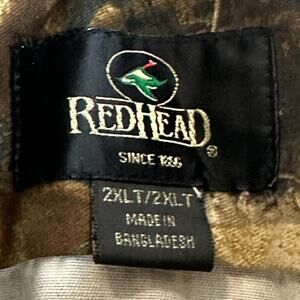 REDHEAD®
SINCE 1856
2XLT/2XLT
MADE IN
BANGLADESH